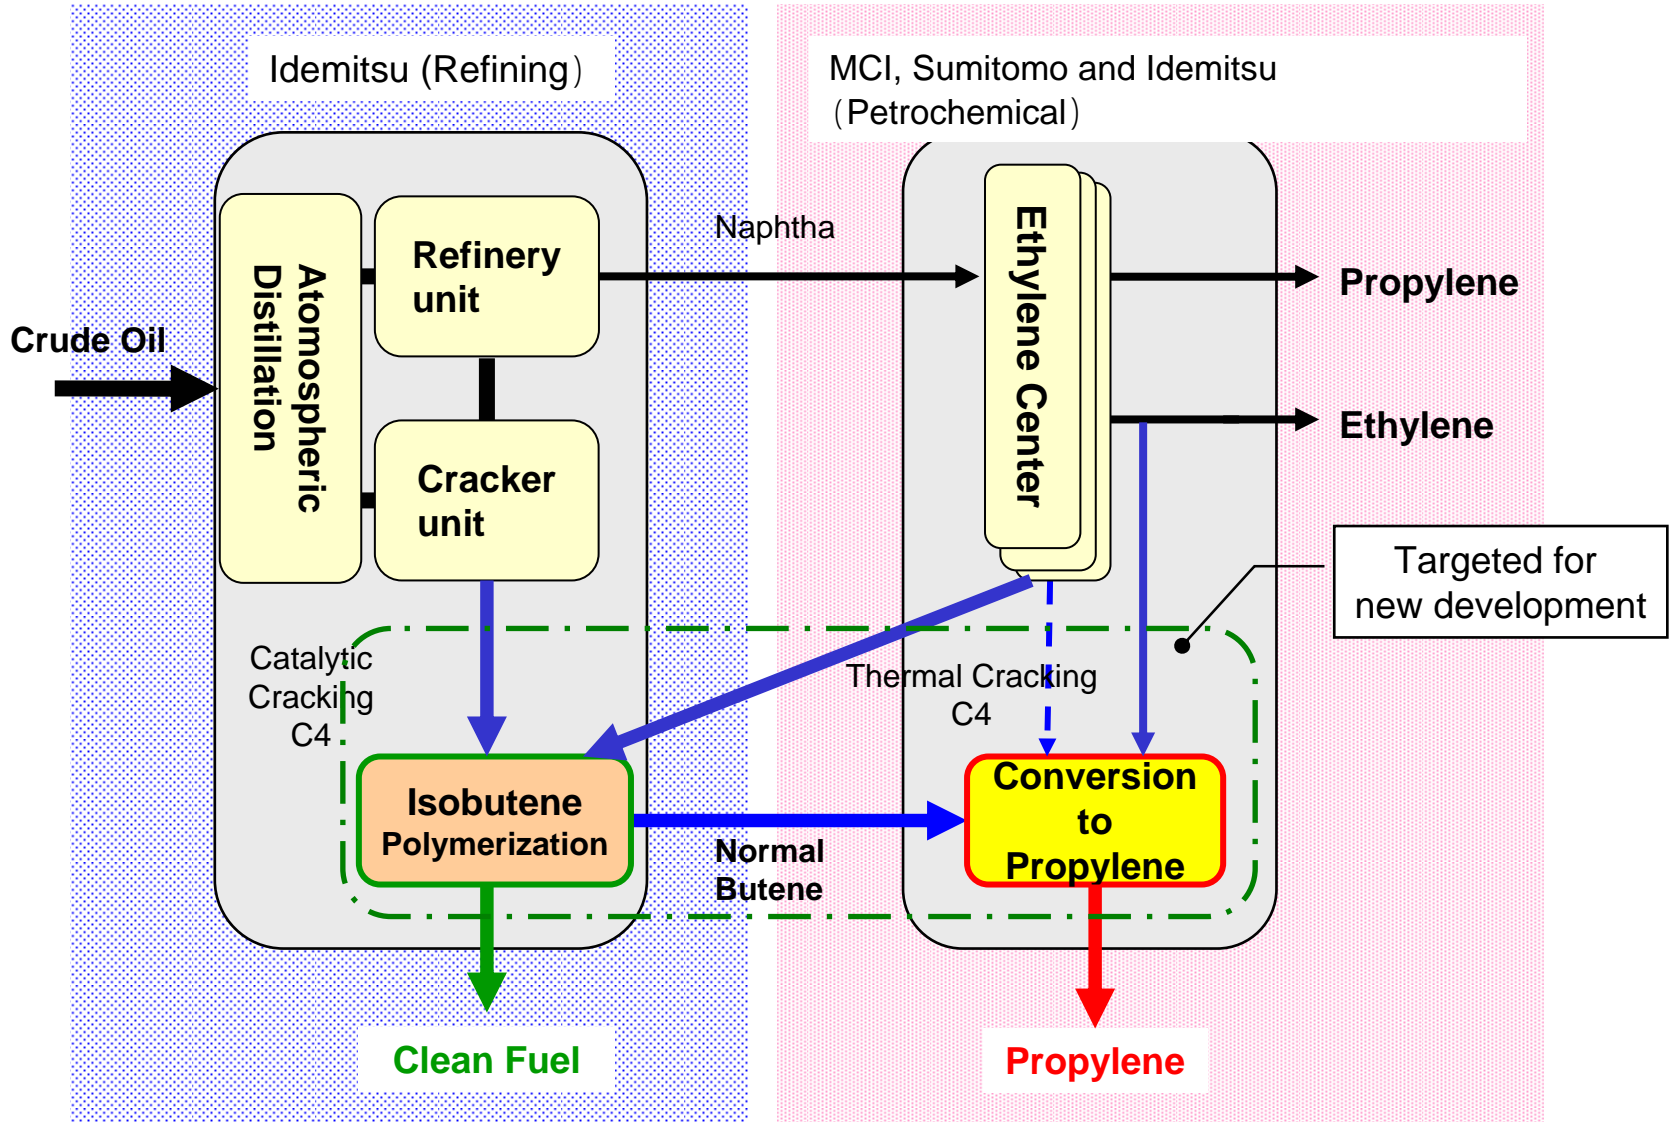 Idemitsu (Refining）
MCI, Sumitomo and Idemitsu
（Petrochemical）
Crude Oil
Atomospheric
Distillation
Refinery
unit
Cracker
unit
Naphtha
Ethylene Center
Propylene
Ethylene
Targeted for
new development
Catalytic
Cracking
C4
Thermal Cracking
C4
Isobutene
Polymerization
Normal
Butene
Conversion
to
Propylene
Clean Fuel
Propylene